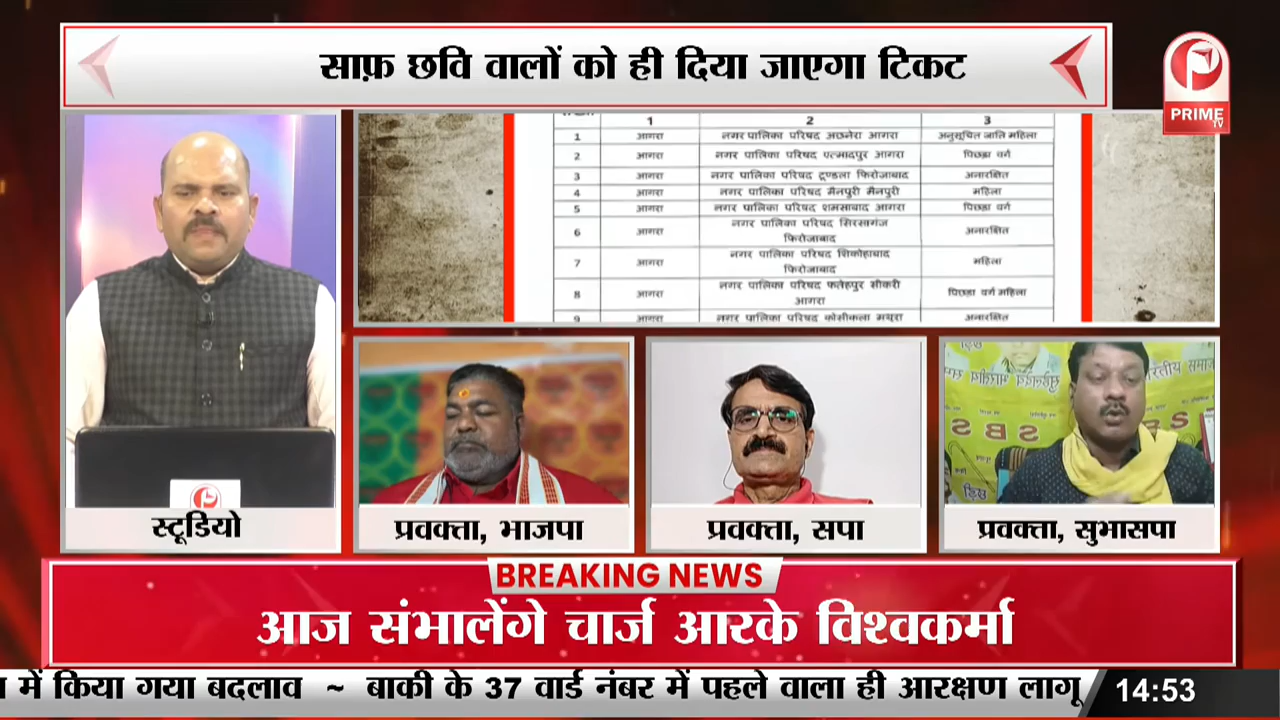 साफ़ छवि वालों को ही दिया जाएगा टिकट
PRIME
TV
1 2 3
1 आगरा नगर पालिका परिषद अछनेरा आगरा अनुसूचित जाति महिला
2 आगरा नगर पालिका परिषद एत्मादपुर आगरा पिछड़ा वर्ग
3 आगरा नगर पालिका परिषद टूण्डला फिरोजाबाद अनारक्षित
4 आगरा नगर पालिका परिषद मैनपुरी मैनपुरी महिला
5 आगरा नगर पालिका परिषद शमसाबाद आगरा पिछड़ा वर्ग
6 आगरा नगर पालिका परिषद सिरसागंज
फिरोजाबाद अनारक्षित
7 आगरा नगर पालिका परिषद शिकोहाबाद
फिरोजाबाद महिला
8 आगरा नगर पालिका परिषद फतेहपुर सीकरी
आगरा पिछड़ा वर्ग महिला
9 आगरा नगर पालिका परिषद कोसीकला मथुरा अनारक्षित
सुहेलदेव भारतीय
SBS
छड़ी
स्टूडियो
प्रवक्ता, भाजपा
प्रवक्ता, सपा
प्रवक्ता, सुभासपा
BREAKING NEWS
आज संभालेंगे चार्ज आरके विश्वकर्मा
में किया गया बदलाव ~ बाकी के 37 वार्ड नंबर में पहले वाला ही आरक्षण लागू
14:53